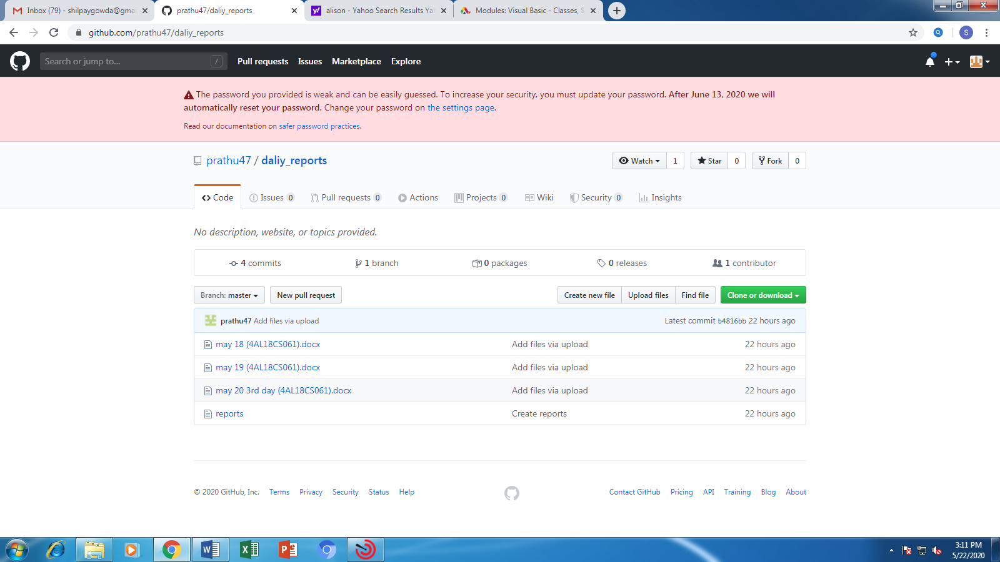 Inbox (79) - shilpaygowda@gmai
prathu47/daliy_reports
alison - Yahoo Search Results Yal
Modules: Visual Basic - Classes, S
github.com/prathu47/daliy_reports
S
Search or jump to...
/
Pull requests
Issues
Marketplace
Explore
The password you provided is weak and can be easily guessed. To increase your security, you must update your password. After June 13, 2020 we will
automatically reset your password. Change your password on the settings page.
Read our documentation on safer password practices.
prathu47 / daliy_reports
Watch 1
Star 0
Fork 0
Code
Issues 0
Pull requests 0
Actions
Projects 0
Wiki
Security 0
Insights
No description, website, or topics provided.
4 commits
1 branch
0 packages
0 releases
1 contributor
Branch: master
New pull request
Create new file
Upload files
Find file
Clone or download
prathu47 Add files via upload
Latest commit b4816bb 22 hours ago
may 18 (4AL18CS061).docx Add files via upload 22 hours ago
may 19 (4AL18CS061).docx Add files via upload 22 hours ago
may 20 3rd day (4AL18CS061).docx Add files via upload 22 hours ago
reports Create reports 22 hours ago
© 2020 GitHub, Inc.
Terms
Privacy
Security
Status
Help
Contact GitHub
Pricing
API
Training
Blog
About
3:11 PM
5/22/2020